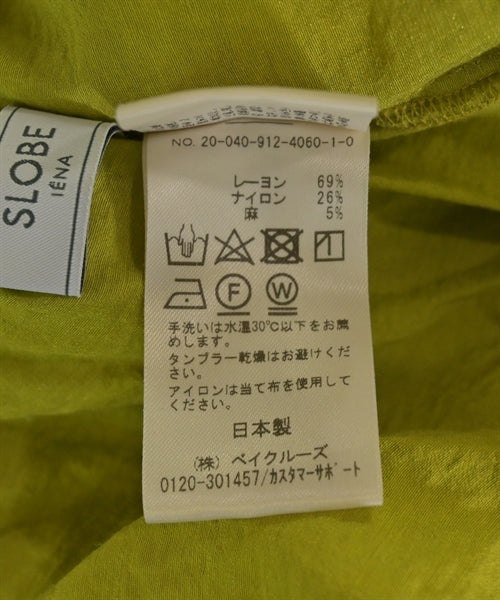 SLOBE
IÉNA
NO. 20-040-912-4060-1-0
レーヨン 69%
ナイロン 26%
麻 5%
F W
手洗いは水温30℃以下をお薦
めします。
タンブラー乾燥はお避けくだ
さい。
アイロンは当て布を使用して
ください。
日本製
(株) ベイクルーズ
0120-301457/カスタマーサポート